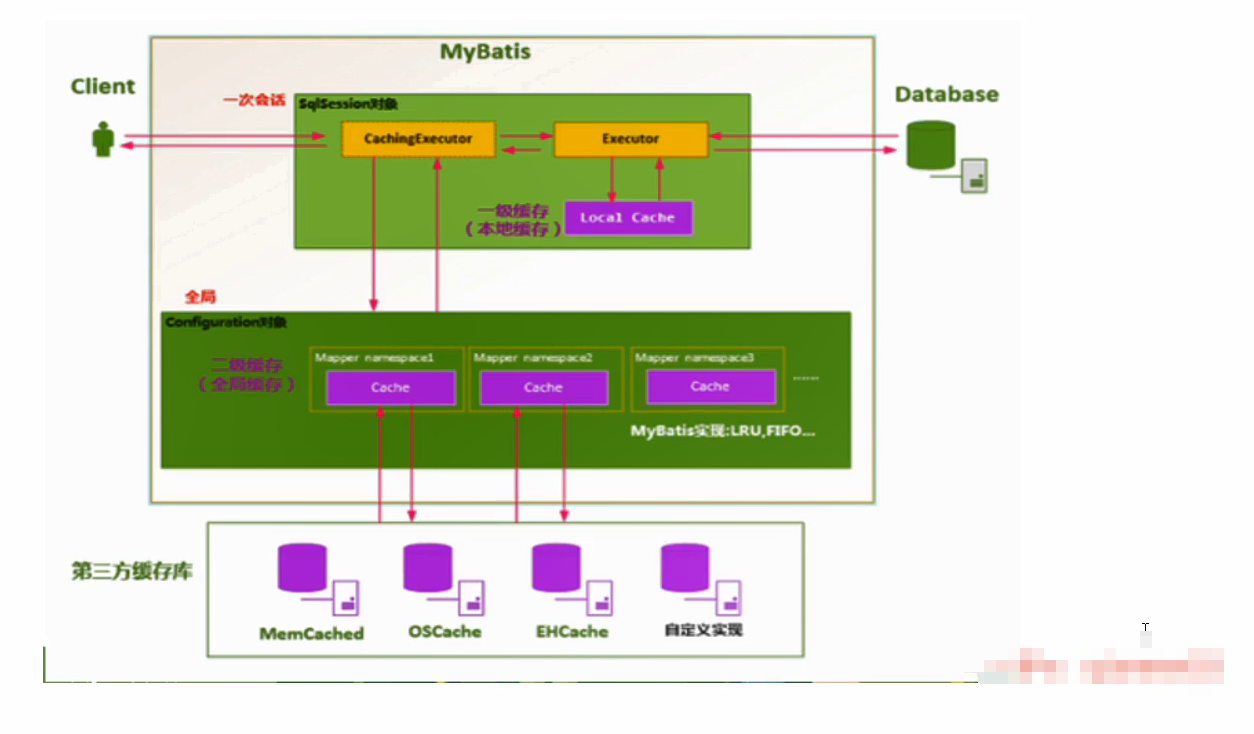 MyBatis
Client
一次会话
SqlSession对象
Database
CachingExecutor
Executor
一级缓存
（本地缓存）
Local Cache
全局
Configuration对象
二级缓存
（全局缓存）
Mapper namespace1
Mapper namespace2
Mapper namespace3
Cache
Cache
Cache
......
MyBatis实现:LRU,FIFO...
第三方缓存库
MemCached
OSCache
EHCache
自定义实现